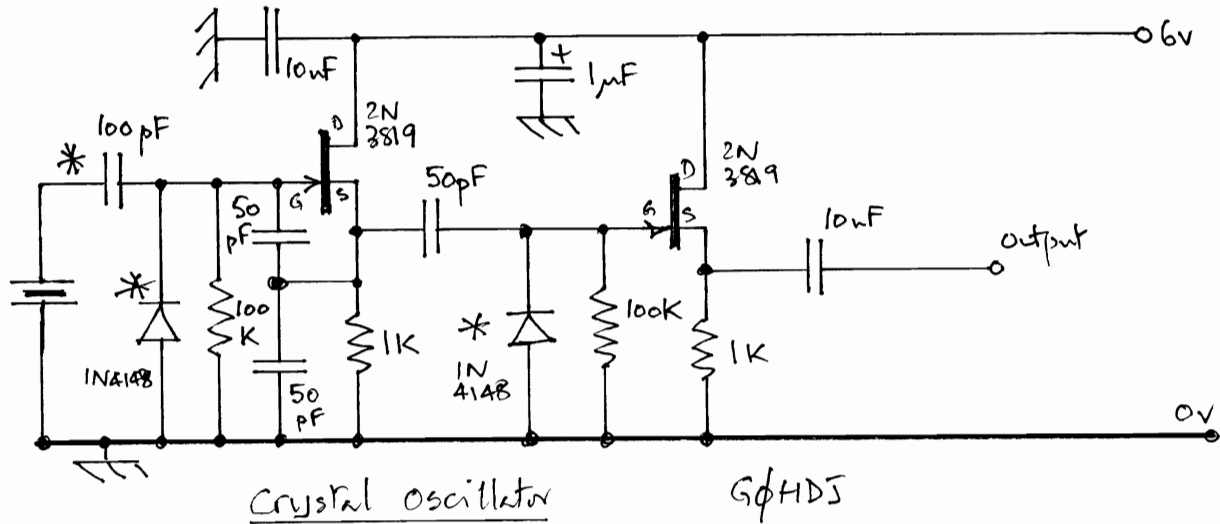 6v
10nF
+
1μF
2N
3819
D
G
S
100pF
*
50
pF
100
K
*
1N4148
50
pF
1K
50pF
2N
3819
D
G
S
10nF
Output
100K
*
1N
4148
1K
0v
Crystal Oscillator
GϕHDJ